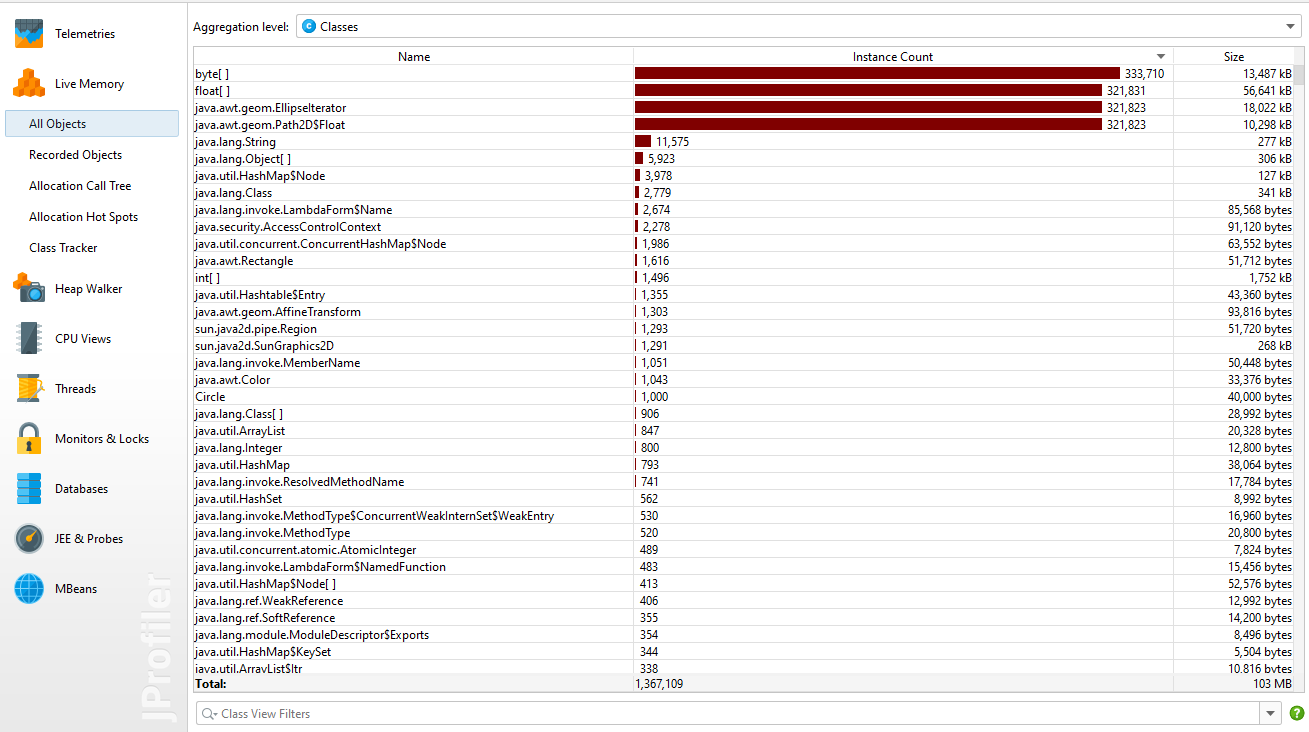 Aggregation level: Classes
Telemetries
Live Memory
All Objects
Recorded Objects
Allocation Call Tree
Allocation Hot Spots
Class Tracker
Heap Walker
CPU Views
Threads
Monitors & Locks
Databases
JEE & Probes
MBeans
JProfiler
Name Instance Count Size
byte[ ] 333,710 13,487 kB
float[ ] 321,831 56,641 kB
java.awt.geom.EllipseIterator 321,823 18,022 kB
java.awt.geom.Path2D$Float 321,823 10,298 kB
java.lang.String 11,575 277 kB
java.lang.Object[ ] 5,923 306 kB
java.util.HashMap$Node 3,978 127 kB
java.lang.Class 2,779 341 kB
java.lang.invoke.LambdaForm$Name 2,674 85,568 bytes
java.security.AccessControlContext 2,278 91,120 bytes
java.util.concurrent.ConcurrentHashMap$Node 1,986 63,552 bytes
java.awt.Rectangle 1,616 51,712 bytes
int[ ] 1,496 1,752 kB
java.util.Hashtable$Entry 1,355 43,360 bytes
java.awt.geom.AffineTransform 1,303 93,816 bytes
sun.java2d.pipe.Region 1,293 51,720 bytes
sun.java2d.SunGraphics2D 1,291 268 kB
java.lang.invoke.MemberName 1,051 50,448 bytes
java.awt.Color 1,043 33,376 bytes
Circle 1,000 40,000 bytes
java.lang.Class[ ] 906 28,992 bytes
java.util.ArrayList 847 20,328 bytes
java.lang.Integer 800 12,800 bytes
java.util.HashMap 793 38,064 bytes
java.lang.invoke.ResolvedMethodName 741 17,784 bytes
java.util.HashSet 562 8,992 bytes
java.lang.invoke.MethodType$ConcurrentWeakInternSet$WeakEntry 530 16,960 bytes
java.lang.invoke.MethodType 520 20,800 bytes
java.util.concurrent.atomic.AtomicInteger 489 7,824 bytes
java.lang.invoke.LambdaForm$NamedFunction 483 15,456 bytes
java.util.HashMap$Node[ ] 413 52,576 bytes
java.lang.ref.WeakReference 406 12,992 bytes
java.lang.ref.SoftReference 355 14,200 bytes
java.lang.module.ModuleDescriptor$Exports 354 8,496 bytes
java.util.HashMap$KeySet 344 5,504 bytes
java.util.ArrayList$Itr 338 10,816 bytes
Total: 1,367,109 103 MB
Class View Filters